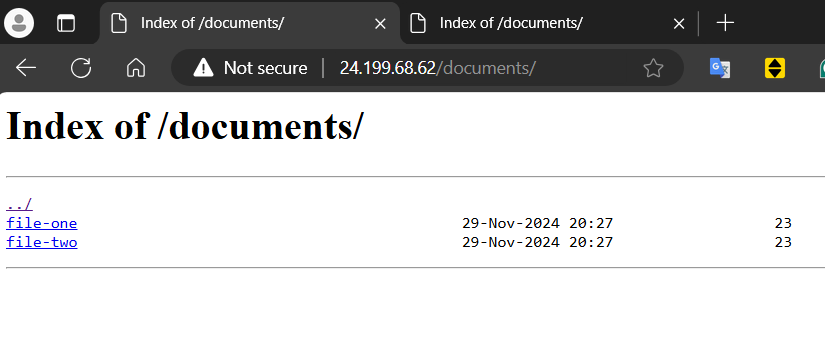 Index of /documents/
Index of /documents/
Not secure 24.199.68.62/documents/
Index of /documents/
../
file-one 29-Nov-2024 20:27 23
file-two 29-Nov-2024 20:27 23